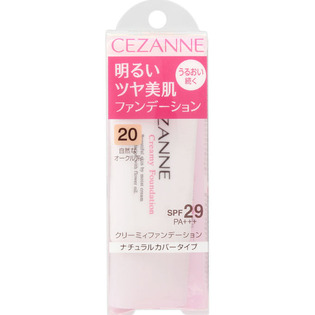 CEZANNE
明るい
ツヤ美肌
ファンデーション
うるおい
続く
20
自然な
オークル
CEZANNE
Creamy Foundation
SPF 29
PA+++
クリーミィファンデーション
ナチュラルカバータイプ